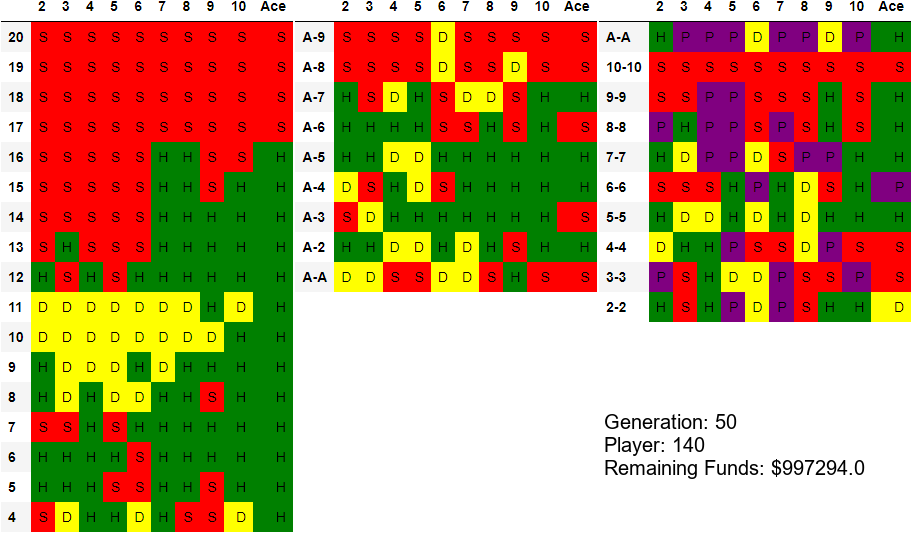 2 3 4 5 6 7 8 9 10 Ace
20 S S S S S S S S S S
19 S S S S S S S S S S
18 S S S S S S S S S S
17 S S S S S S S S S S
16 S S S S H H S S H
15 S S S S H H S H H
14 S S S S H H H H H
13 S H S S S H H H H H
12 H S H S H H H H H H
11 D D D D D D D H D H
10 D D D D D D D D H H
9 H D D D H D H H H H
8 H D H D D H H S H H
7 S S H S H H H H H H
6 H H H H S H H H H H
5 H H H S S H H S H H
4 S D H H D H S S D H
2 3 4 5 6 7 8 9 10 Ace
A-9 S S S S D S S S S S
A-8 S S S S D S S D S S
A-7 H S D H S D D S H H
A-6 H H H H S S H S H S
A-5 H H D D H H H H H H
A-4 D S H D S H H H H H
A-3 S D H H H H H H H S
A-2 H H D D H D H S H H
A-A D D S S D D S H S S
2 3 4 5 6 7 8 9 10 Ace
A-A H P P P D P P D P H
10-10 S S S S S S S S S S
9-9 S S P P S S S H S H
8-8 P H P P S P S H S H
7-7 H D P P D S P P H H
6-6 S S S H P H D S H P
5-5 H D D H D H D H H H
4-4 D H H P S S D P S S
3-3 P S H D D P S S P S
2-2 H S H P D P S H H D
Generation: 50
Player: 140
Remaining Funds: $997294.0